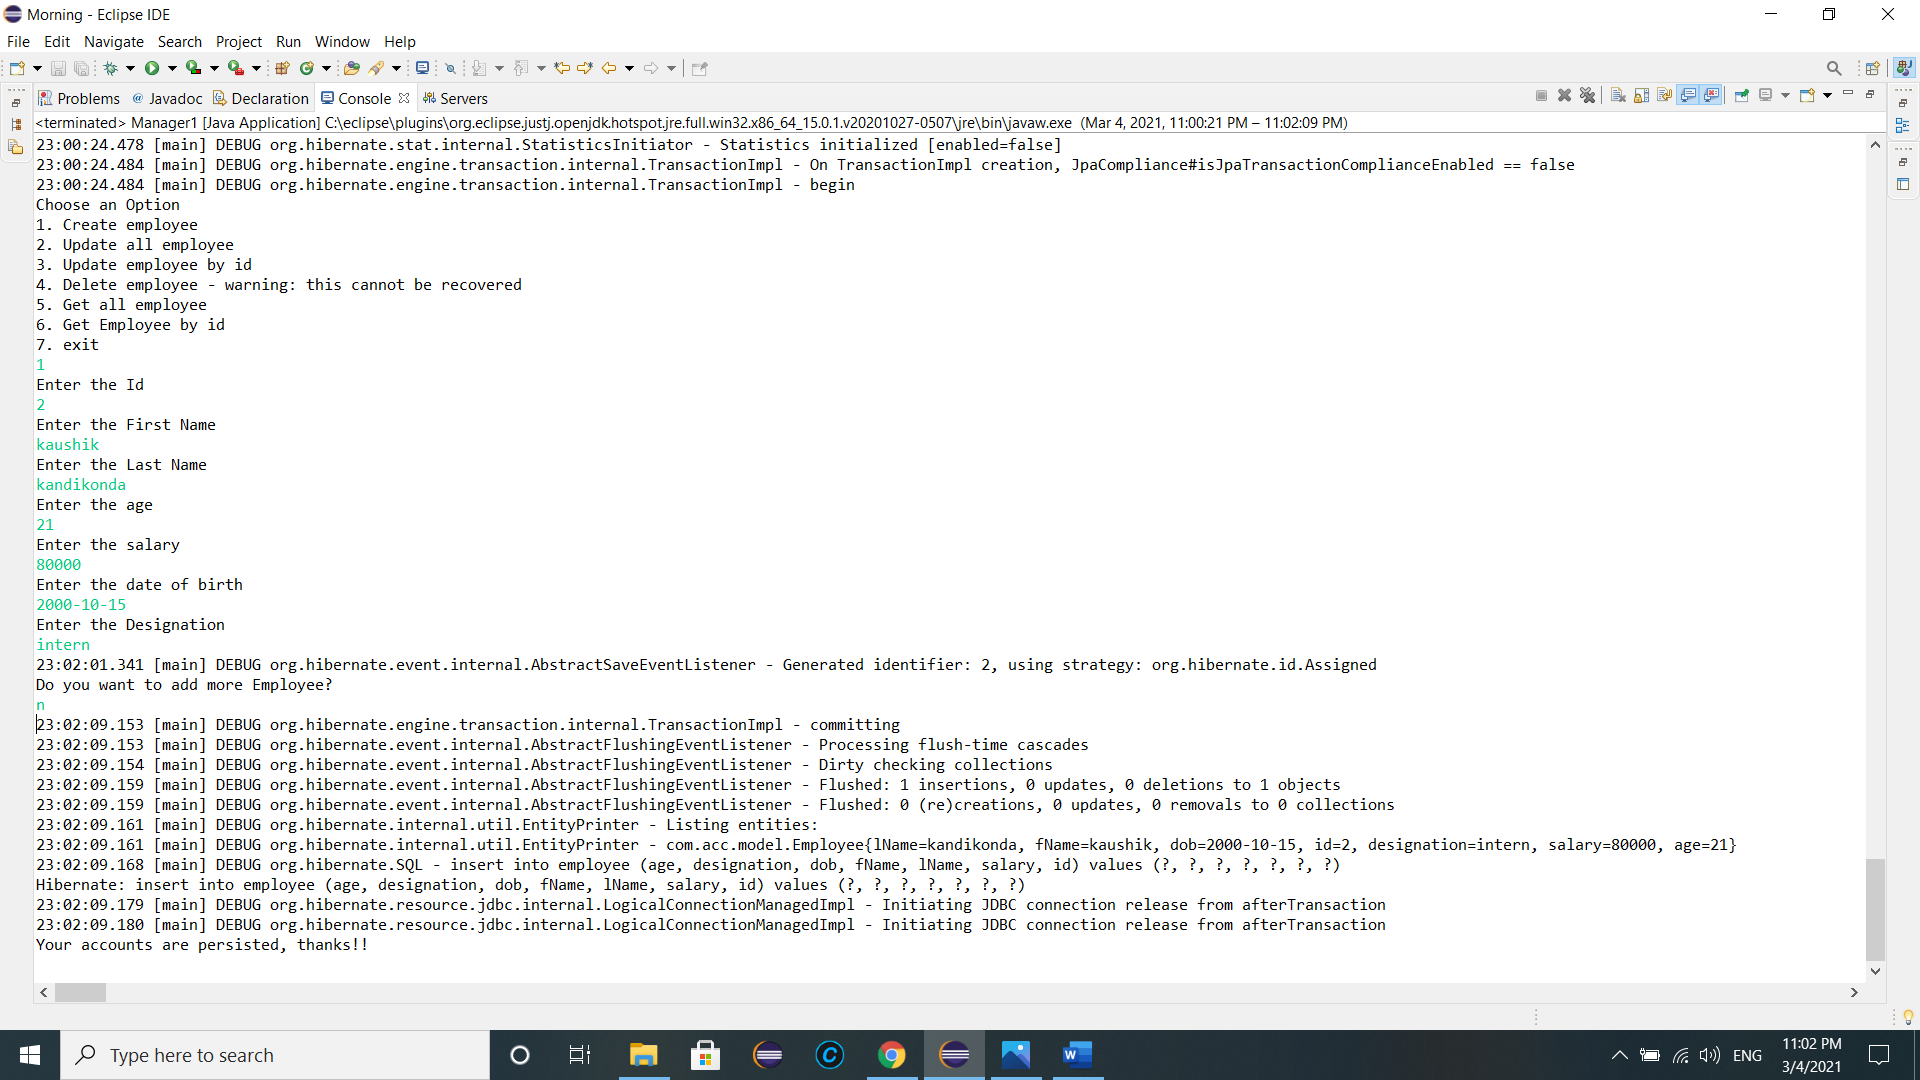 Morning - Eclipse IDE
File Edit Navigate Search Project Run Window Help
Problems @ Javadoc Declaration Console Servers
<terminated> Manager1 [Java Application] C:\eclipse\plugins\org.eclipse.justj.openjdk.hotspot.jre.full.win32.x86_64_15.0.1.v20201027-0507\jre\bin\javaw.exe (Mar 4, 2021, 11:00:21 PM – 11:02:09 PM)
23:00:24.478 [main] DEBUG org.hibernate.stat.internal.StatisticsInitiator - Statistics initialized [enabled=false]
23:00:24.484 [main] DEBUG org.hibernate.engine.transaction.internal.TransactionImpl - On TransactionImpl creation, JpaCompliance#isJpaTransactionComplianceEnabled == false
23:00:24.484 [main] DEBUG org.hibernate.engine.transaction.internal.TransactionImpl - begin
Choose an Option
1. Create employee
2. Update all employee
3. Update employee by id
4. Delete employee - warning: this cannot be recovered
5. Get all employee
6. Get Employee by id
7. exit
1
Enter the Id
2
Enter the First Name
kaushik
Enter the Last Name
kandikonda
Enter the age
21
Enter the salary
80000
Enter the date of birth
2000-10-15
Enter the Designation
intern
23:02:01.341 [main] DEBUG org.hibernate.event.internal.AbstractSaveEventListener - Generated identifier: 2, using strategy: org.hibernate.id.Assigned
Do you want to add more Employee?
n
23:02:09.153 [main] DEBUG org.hibernate.engine.transaction.internal.TransactionImpl - committing
23:02:09.153 [main] DEBUG org.hibernate.event.internal.AbstractFlushingEventListener - Processing flush-time cascades
23:02:09.154 [main] DEBUG org.hibernate.event.internal.AbstractFlushingEventListener - Dirty checking collections
23:02:09.159 [main] DEBUG org.hibernate.event.internal.AbstractFlushingEventListener - Flushed: 1 insertions, 0 updates, 0 deletions to 1 objects
23:02:09.159 [main] DEBUG org.hibernate.event.internal.AbstractFlushingEventListener - Flushed: 0 (re)creations, 0 updates, 0 removals to 0 collections
23:02:09.161 [main] DEBUG org.hibernate.internal.util.EntityPrinter - Listing entities:
23:02:09.161 [main] DEBUG org.hibernate.internal.util.EntityPrinter - com.acc.model.Employee{lName=kandikonda, fName=kaushik, dob=2000-10-15, id=2, designation=intern, salary=80000, age=21}
23:02:09.168 [main] DEBUG org.hibernate.SQL - insert into employee (age, designation, dob, fName, lName, salary, id) values (?, ?, ?, ?, ?, ?, ?)
Hibernate: insert into employee (age, designation, dob, fName, lName, salary, id) values (?, ?, ?, ?, ?, ?, ?)
23:02:09.179 [main] DEBUG org.hibernate.resource.jdbc.internal.LogicalConnectionManagedImpl - Initiating JDBC connection release from afterTransaction
23:02:09.180 [main] DEBUG org.hibernate.resource.jdbc.internal.LogicalConnectionManagedImpl - Initiating JDBC connection release from afterTransaction
Your accounts are persisted, thanks!!
Type here to search
ENG
11:02 PM
3/4/2021